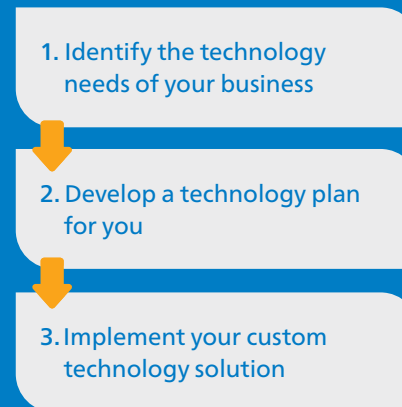 1. Identify the technology
needs of your business
2. Develop a technology plan
for you
3. Implement your custom
technology solution